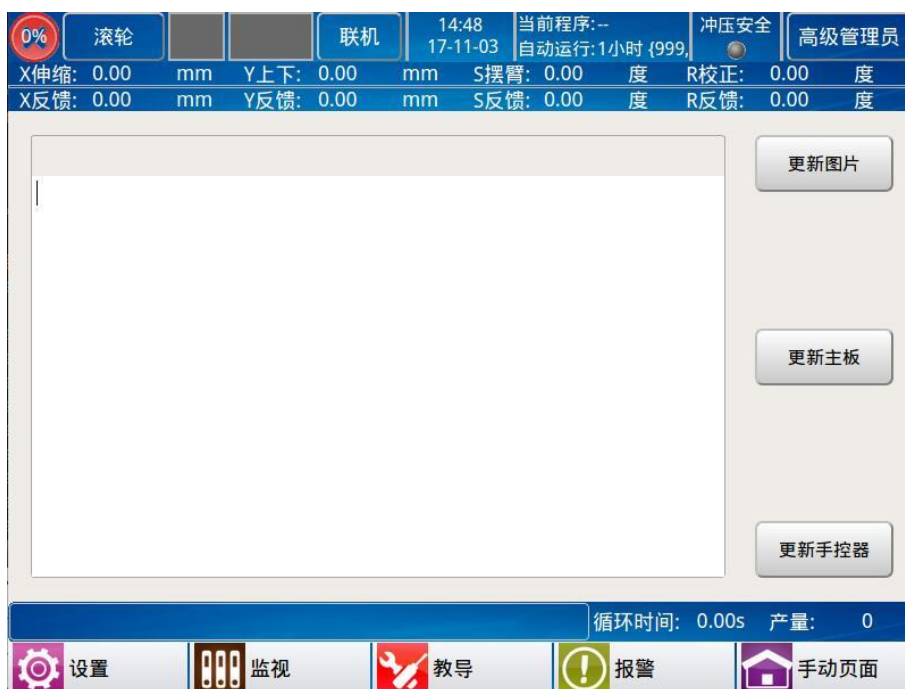 0% 滚轮 联机 14:48 当前程序:-- 冲压安全 高级管理员
17-11-03 自动运行:1小时 {999,
X伸缩: 0.00 mm Y上下: 0.00 mm S摆臂: 0.00 度 R校正: 0.00 度
X反馈: 0.00 mm Y反馈: 0.00 mm S反馈: 0.00 度 R反馈: 0.00 度
更新图片
更新主板
更新手控器
循环时间: 0.00s 产量: 0
设置 监视 教导 报警 手动页面